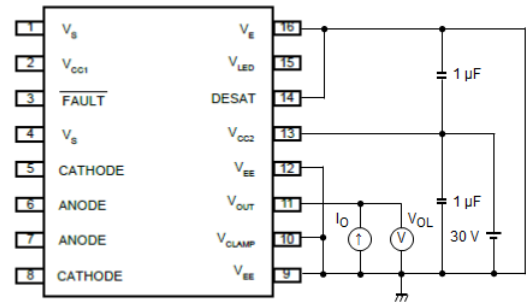 1 V_S V_E 16
2 V_CC1 V_LED 15
3 FAULT DESAT 14
4 V_S V_CC2 13
5 CATHODE V_EE 12
6 ANODE V_OUT 11
7 ANODE V_CLAMP 10
8 CATHODE V_EE 9
1 µF
1 µF
30 V
I_O
↑
V_OL
V